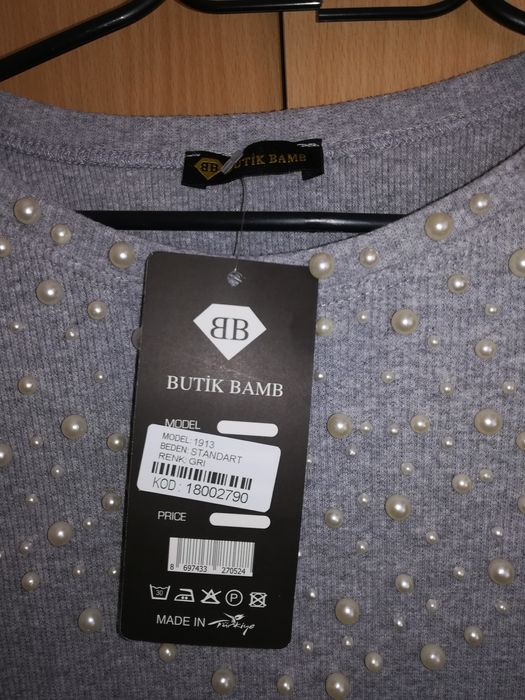 BB BUTİK BAMB
BB
BUTİK BAMB
MODEL
MODEL: 1913
BEDEN: STANDART
RENK: GRI
KOD: 18002790
PRICE
8 697433 270524
30 P
MADE IN Türkiye